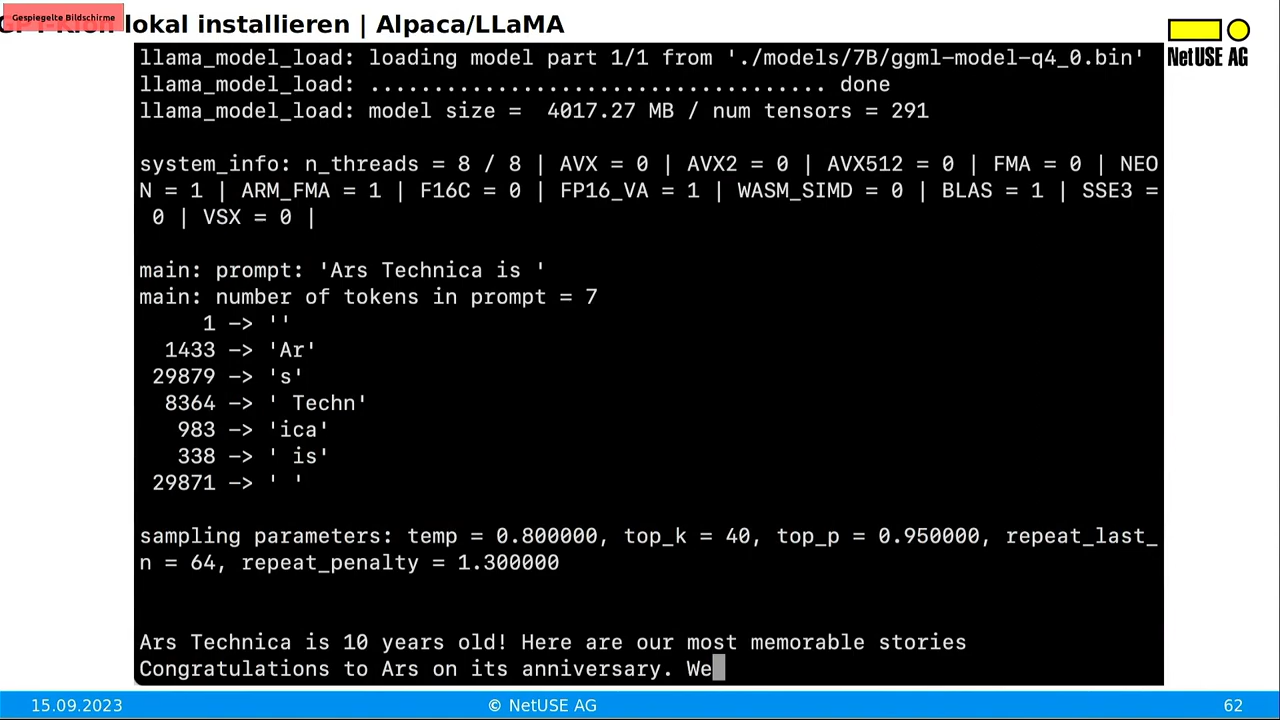 Gespiegelte Bildschirme
GPT-Klon lokal installieren | Alpaca/LLaMA
NetUSE AG
llama_model_load: loading model part 1/1 from './models/7B/ggml-model-q4_0.bin'
llama_model_load: .................................... done
llama_model_load: model size =  4017.27 MB / num tensors = 291
system_info: n_threads = 8 / 8 | AVX = 0 | AVX2 = 0 | AVX512 = 0 | FMA = 0 | NEO
N = 1 | ARM_FMA = 1 | F16C = 0 | FP16_VA = 1 | WASM_SIMD = 0 | BLAS = 1 | SSE3 =
0 | VSX = 0 |
main: prompt: 'Ars Technica is '
main: number of tokens in prompt = 7
1 -> ''
1433 -> 'Ar'
29879 -> 's'
8364 -> ' Techn'
983 -> 'ica'
338 -> ' is'
29871 -> ' '
sampling parameters: temp = 0.800000, top_k = 40, top_p = 0.950000, repeat_last_
n = 64, repeat_penalty = 1.300000
Ars Technica is 10 years old! Here are our most memorable stories
Congratulations to Ars on its anniversary. We
15.09.2023
© NetUSE AG
62